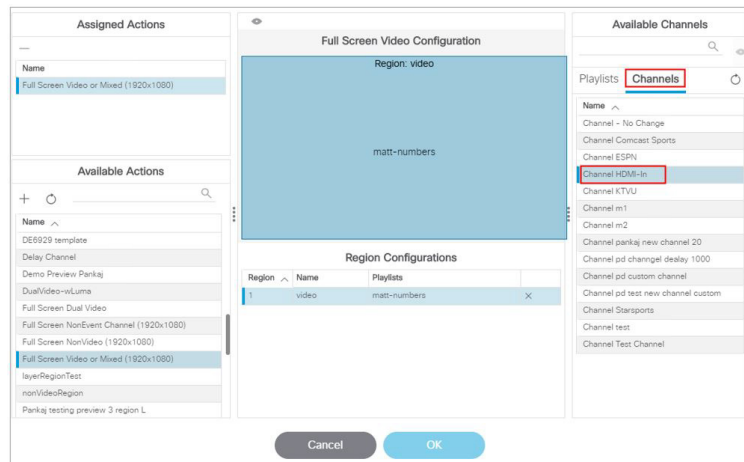 Assigned Actions
Name
Full Screen Video or Mixed (1920x1080)
Available Actions
Name
DE6929 template
Delay Channel
Demo Preview Pankaj
DualVideo-wLuma
Full Screen Dual Video
Full Screen NonEvent Channel (1920x1080)
Full Screen NonVideo (1920x1080)
Full Screen Video or Mixed (1920x1080)
layerRegionTest
nonVideoRegion
Pankaj testing preview 3 region L
Full Screen Video Configuration
Region: video
matt-numbers
Region Configurations
Region Name Playlists
1 video matt-numbers
Available Channels
Playlists Channels
Name
Channel - No Change
Channel Comcast Sports
Channel ESPN
Channel HDMI-In
Channel KTVU
Channel m1
Channel m2
Channel pankaj new channel 20
Channel pd channgel dealay 1000
Channel pd custom channel
Channel pd test new channel custom
Channel Starsports
Channel test
Channel Test Channel
Cancel OK